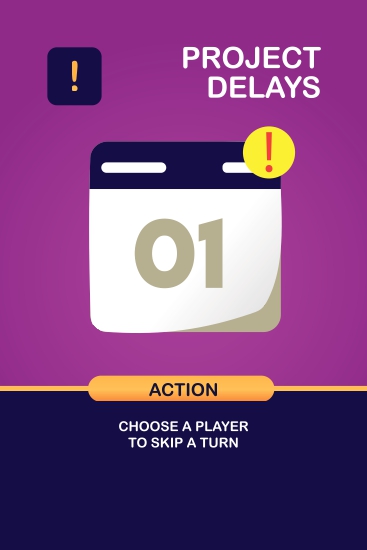 !
PROJECT
DELAYS
!
01
ACTION
CHOOSE A PLAYER
TO SKIP A TURN